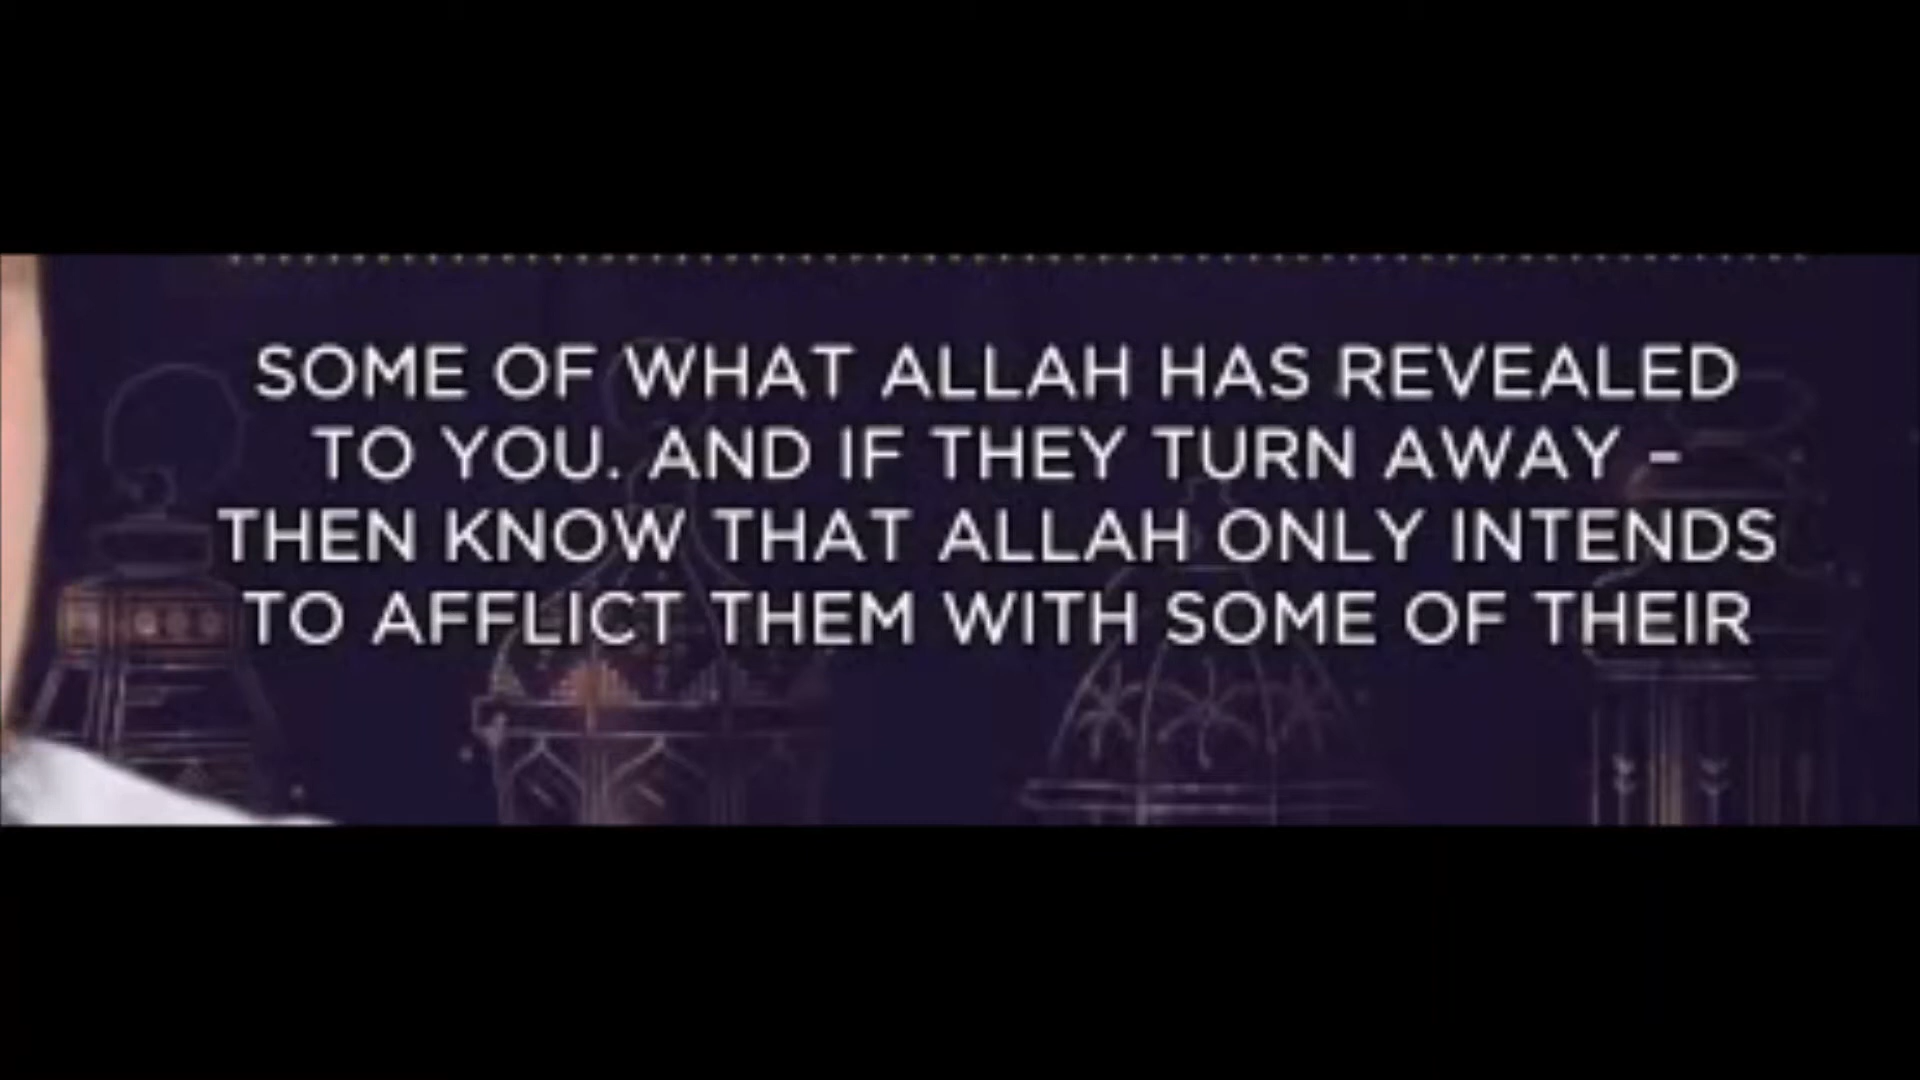 SOME OF WHAT ALLAH HAS REVEALED
TO YOU. AND IF THEY TURN AWAY –
THEN KNOW THAT ALLAH ONLY INTENDS
TO AFFLICT THEM WITH SOME OF THEIR